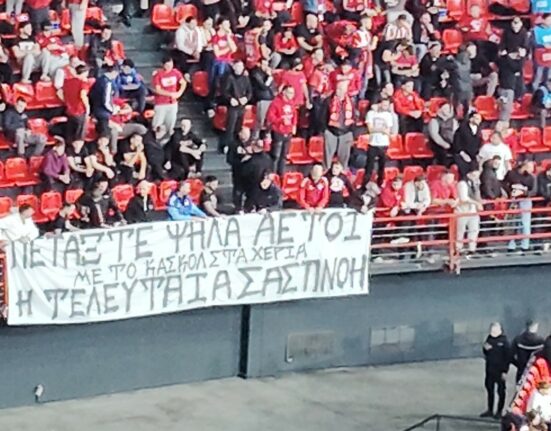 ΠΕΤΑΞΤΕ ΨΗΛΑ ΑΕΤΟΙ
ΜΕ ΤΟ ΚΑΣΚΟΛ ΣΤΑ ΧΕΡΙΑ
Η ΤΕΛΕΥΤΑΙΑ ΣΑΣ ΠΝΟΗ